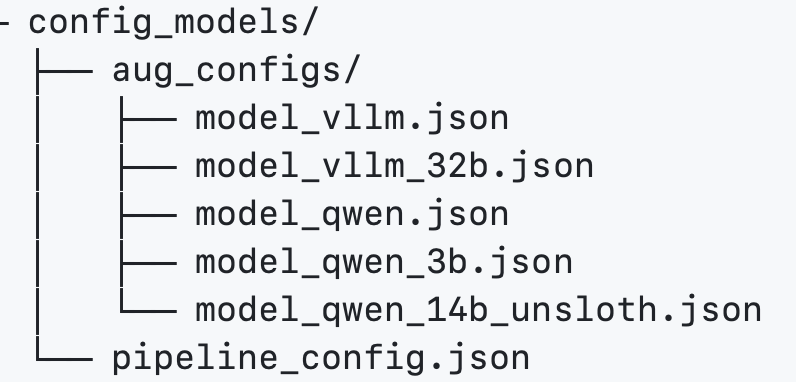 - config_models/
├── aug_configs/
│   ├── model_vllm.json
│   ├── model_vllm_32b.json
│   ├── model_qwen.json
│   ├── model_qwen_3b.json
│   └── model_qwen_14b_unsloth.json
└── pipeline_config.json